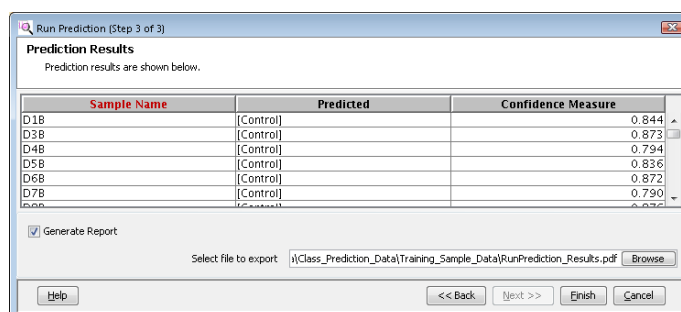 Run Prediction (Step 3 of 3)
Prediction Results
Prediction results are shown below.
Sample Name Predicted Confidence Measure
D1B [Control] 0.844
D3B [Control] 0.873
D4B [Control] 0.794
D5B [Control] 0.836
D6B [Control] 0.872
D7B [Control] 0.790
Generate Report
Select file to export \Class_Prediction_Data\Training_Sample_Data\RunPrediction_Results.pdf Browse
Help << Back Next >> Finish Cancel